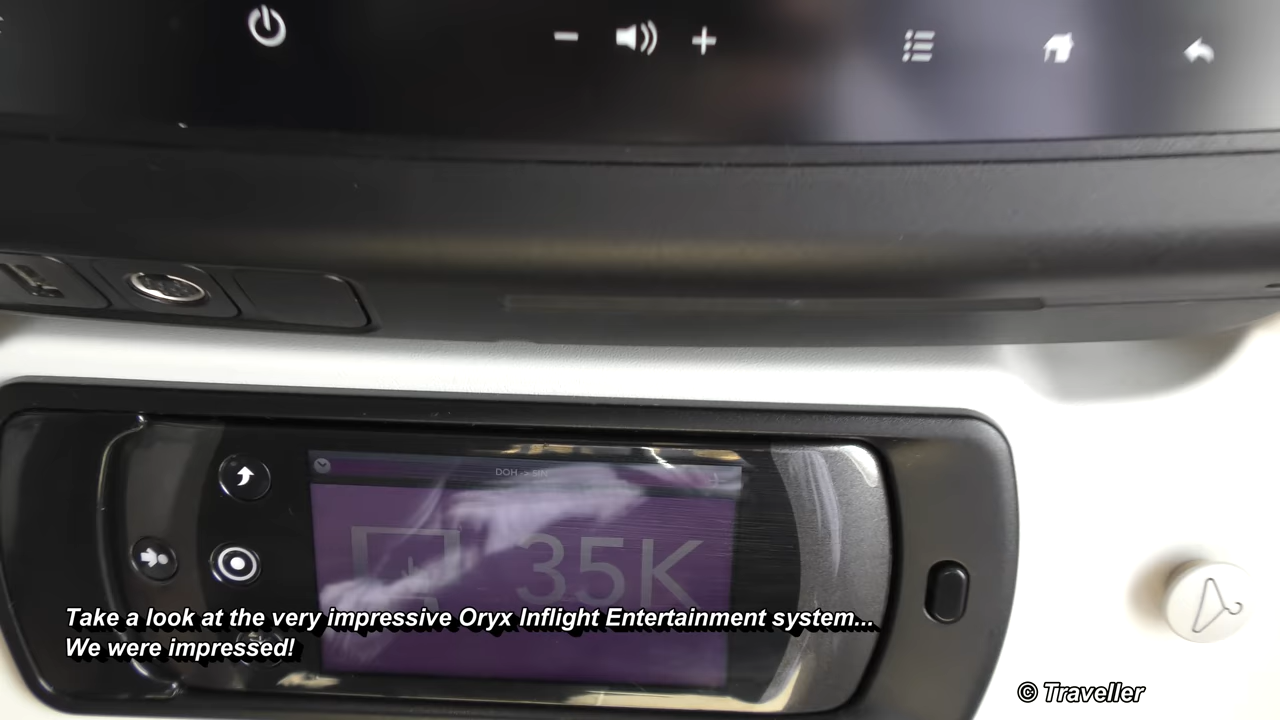 DOH -> SIN
35K
Take a look at the very impressive Oryx Inflight Entertainment system...
We were impressed!
© Traveller